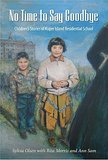 No Time to Say Goodbye
Children's Stories of Kuper Island Residential School
Sylvia Olsen with Rita Morris and Ann Sam